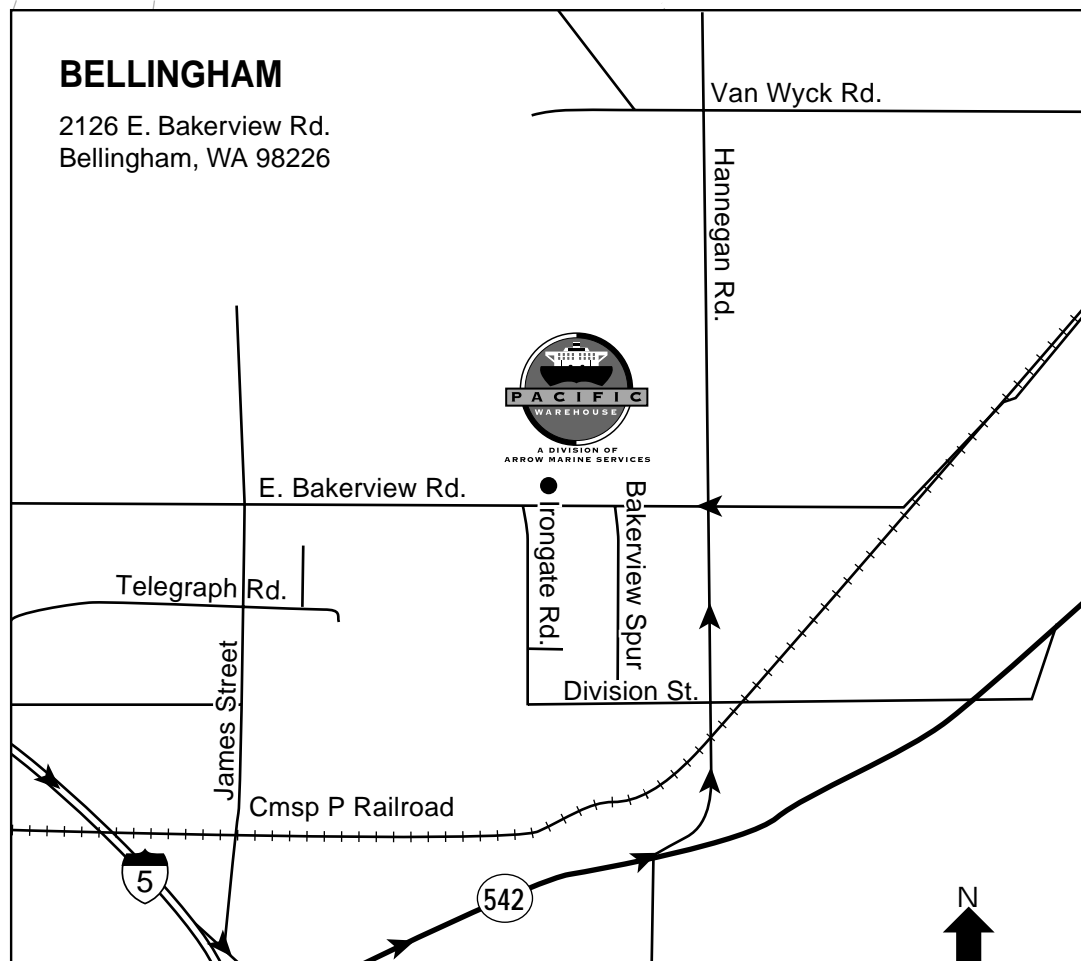 BELLINGHAM
2126 E. Bakerview Rd.
Bellingham, WA 98226
Van Wyck Rd.
Hannegan Rd.
PACIFIC
WAREHOUSE
A DIVISION OF
ARROW MARINE SERVICES
E. Bakerview Rd.
Irongate Rd.
Bakerview Spur
Telegraph Rd.
James Street
Division St.
Cmsp P Railroad
5
542
N